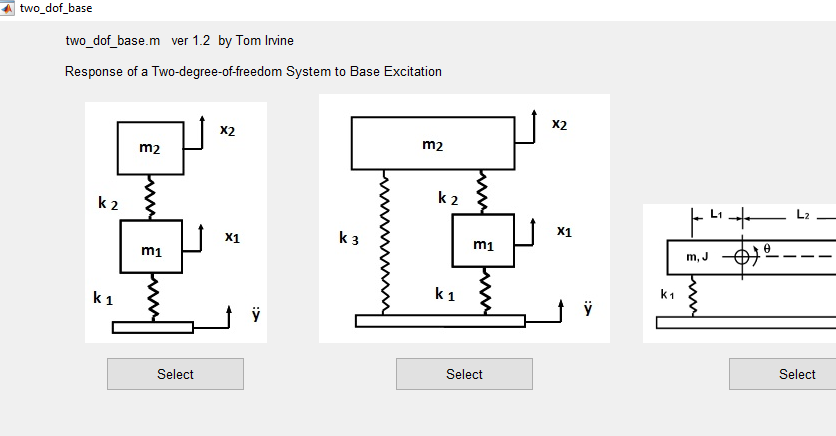 two_dof_base
two_dof_base.m ver 1.2 by Tom Irvine
Response of a Two-degree-of-freedom System to Base Excitation
x2
m2
k 2
x1
m1
k 1
ÿ
Select
x2
m2
k 2
k 3
x1
m1
k 1
ÿ
Select
L1
L2
θ
m, J
k1
Select